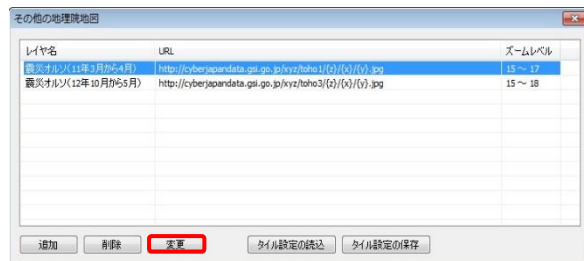 その他の地理院地図
レイヤ名 URL ズームレベル
震災オルソ(11年3月から4月) http://cyberjapandata.gsi.go.jp/xyz/toho1/{z}/{x}/{y}.jpg 15 ～ 17
震災オルソ(12年10月から5月) http://cyberjapandata.gsi.go.jp/xyz/toho3/{z}/{x}/{y}.jpg 15 ～ 18
追加 削除 変更 タイル設定の読込 タイル設定の保存